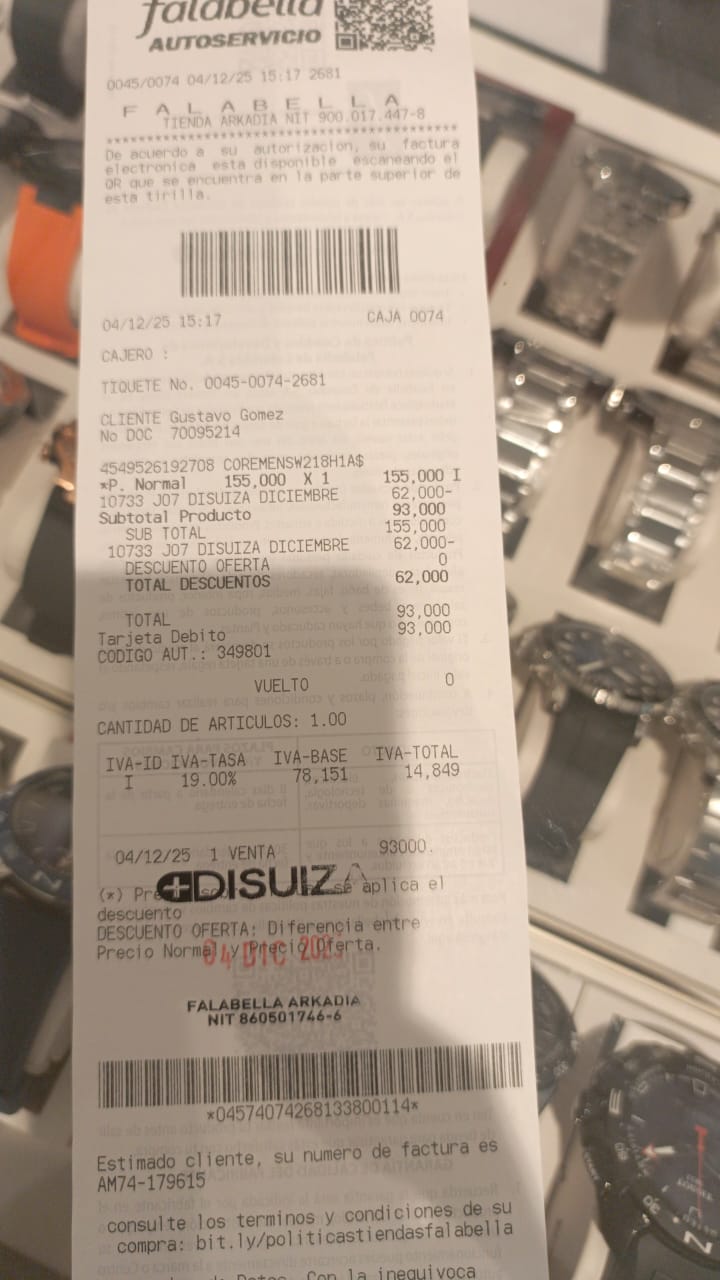 falabella
AUTOSERVICIO
0045/0074 04/12/25 15:17 2681
F A L A B E L L A
TIENDA ARKADIA NIT 900.017.447-8
De acuerdo a su autorizacion, su factura
electronica esta disponible escaneando el
QR que se encuentra en la parte superior de
esta tirilla.
04/12/25 15:17 CAJA 0074
CAJERO :
TIQUETE No. 0045-0074-2681
CLIENTE Gustavo Gomez
No DOC 70095214
4549526192708 COREMENSW218H1A$
*P. Normal 155,000 X 1 155,000 I
10733 J07 DISUIZA DICIEMBRE 62,000-
Subtotal Producto 93,000
SUB TOTAL 155,000
10733 J07 DISUIZA DICIEMBRE 62,000-
DESCUENTO OFERTA 0
TOTAL DESCUENTOS 62,000
TOTAL 93,000
Tarjeta Debito 93,000
CODIGO AUT.: 349801
VUELTO 0
CANTIDAD DE ARTICULOS: 1.00
IVA-ID IVA-TASA IVA-BASE IVA-TOTAL
I 19.00% 78,151 14,849
04/12/25 1 VENTA 93000.
DISUIZA
(*) se aplica el
descuento
DESCUENTO OFERTA: Diferencia entre
Precio Normal y Precio Oferta.
04 DIC
FALABELLA ARKADIA
NIT 860501746-6
*04574074268133800114*
Estimado cliente, su numero de factura es
AM74-179615
consulte los terminos y condiciones de su
compra: bit.ly/politicastiendasfalabella
Con la inequivoca